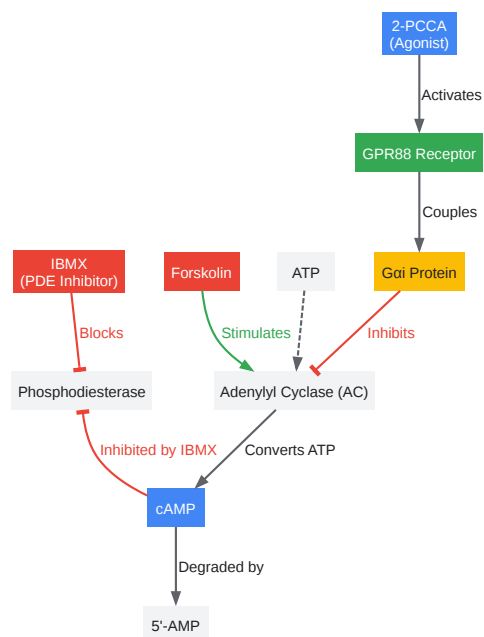 2-PCCA
(Agonist)
Activates
GPR88 Receptor
Couples
IBMX
(PDE Inhibitor)
Forskolin
ATP
Gαi Protein
Blocks
Stimulates
Inhibits
Phosphodiesterase
Adenylyl Cyclase (AC)
Inhibited by IBMX
Converts ATP
cAMP
Degraded by
5'-AMP